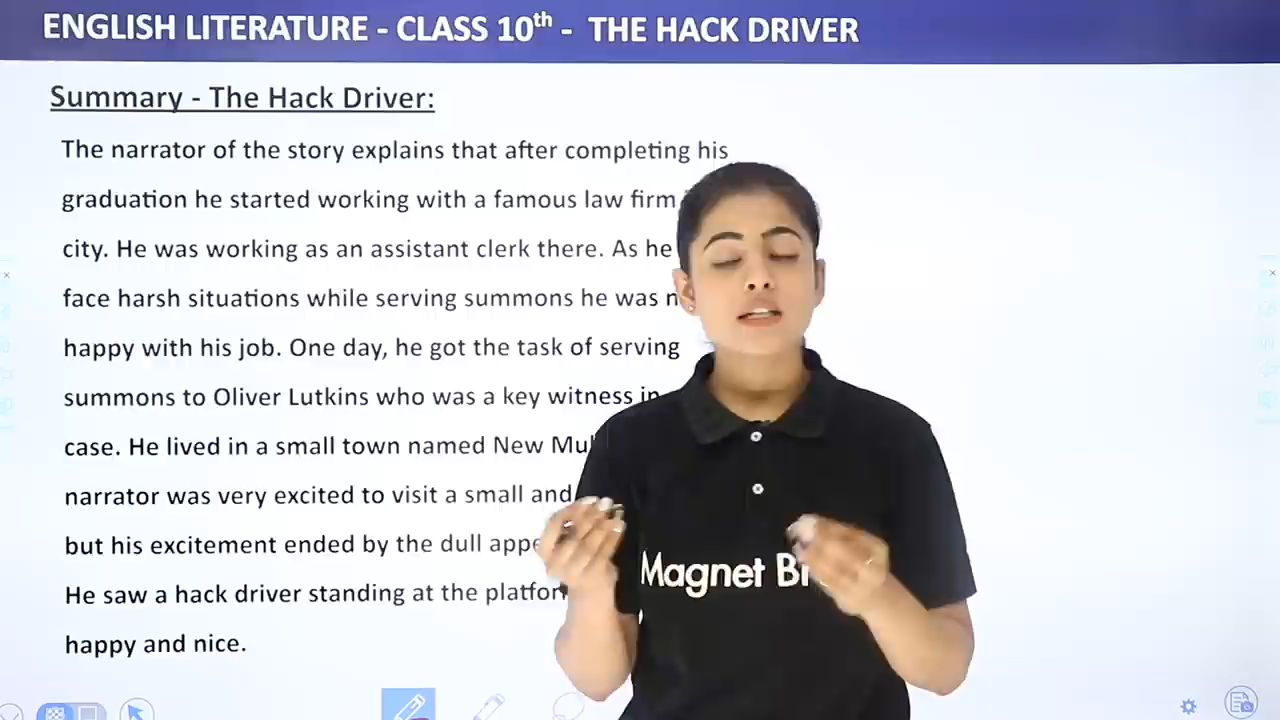 ENGLISH LITERATURE - CLASS 10th - THE HACK DRIVER
Summary - The Hack Driver:
The narrator of the story explains that after completing his
graduation he started working with a famous law firm
city. He was working as an assistant clerk there. As he
face harsh situations while serving summons he was
happy with his job. One day, he got the task of serving
summons to Oliver Lutkins who was a key witness in
case. He lived in a small town named New
narrator was very excited to visit a small and
but his excitement ended by the dull
He saw a hack driver standing at the
happy and nice.
Magnet